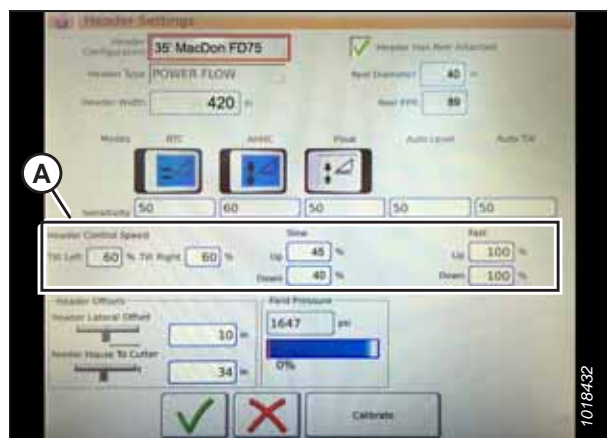 Header Settings
Header Configuration 35' MacDon FD75
Header Has Reel Attached
Header Type POWER FLOW
Reel Diameter 40 in
Header Width 420 in
Reel PPR 89
Modes RTC AHHC Float Auto Level Auto Tilt
A
Sensitivity 50 60 50 50 50
Header Control Speed Slow Fast
Tilt Left 60 % Tilt Right 60 % Up 45 % Up 100 %
Down 40 % Down 100 %
Header Offsets Field Pressure
Header Lateral Offset
10 in 1647 psi
Feeder House To Cutter
34 in 0%
Calibrate
1018432